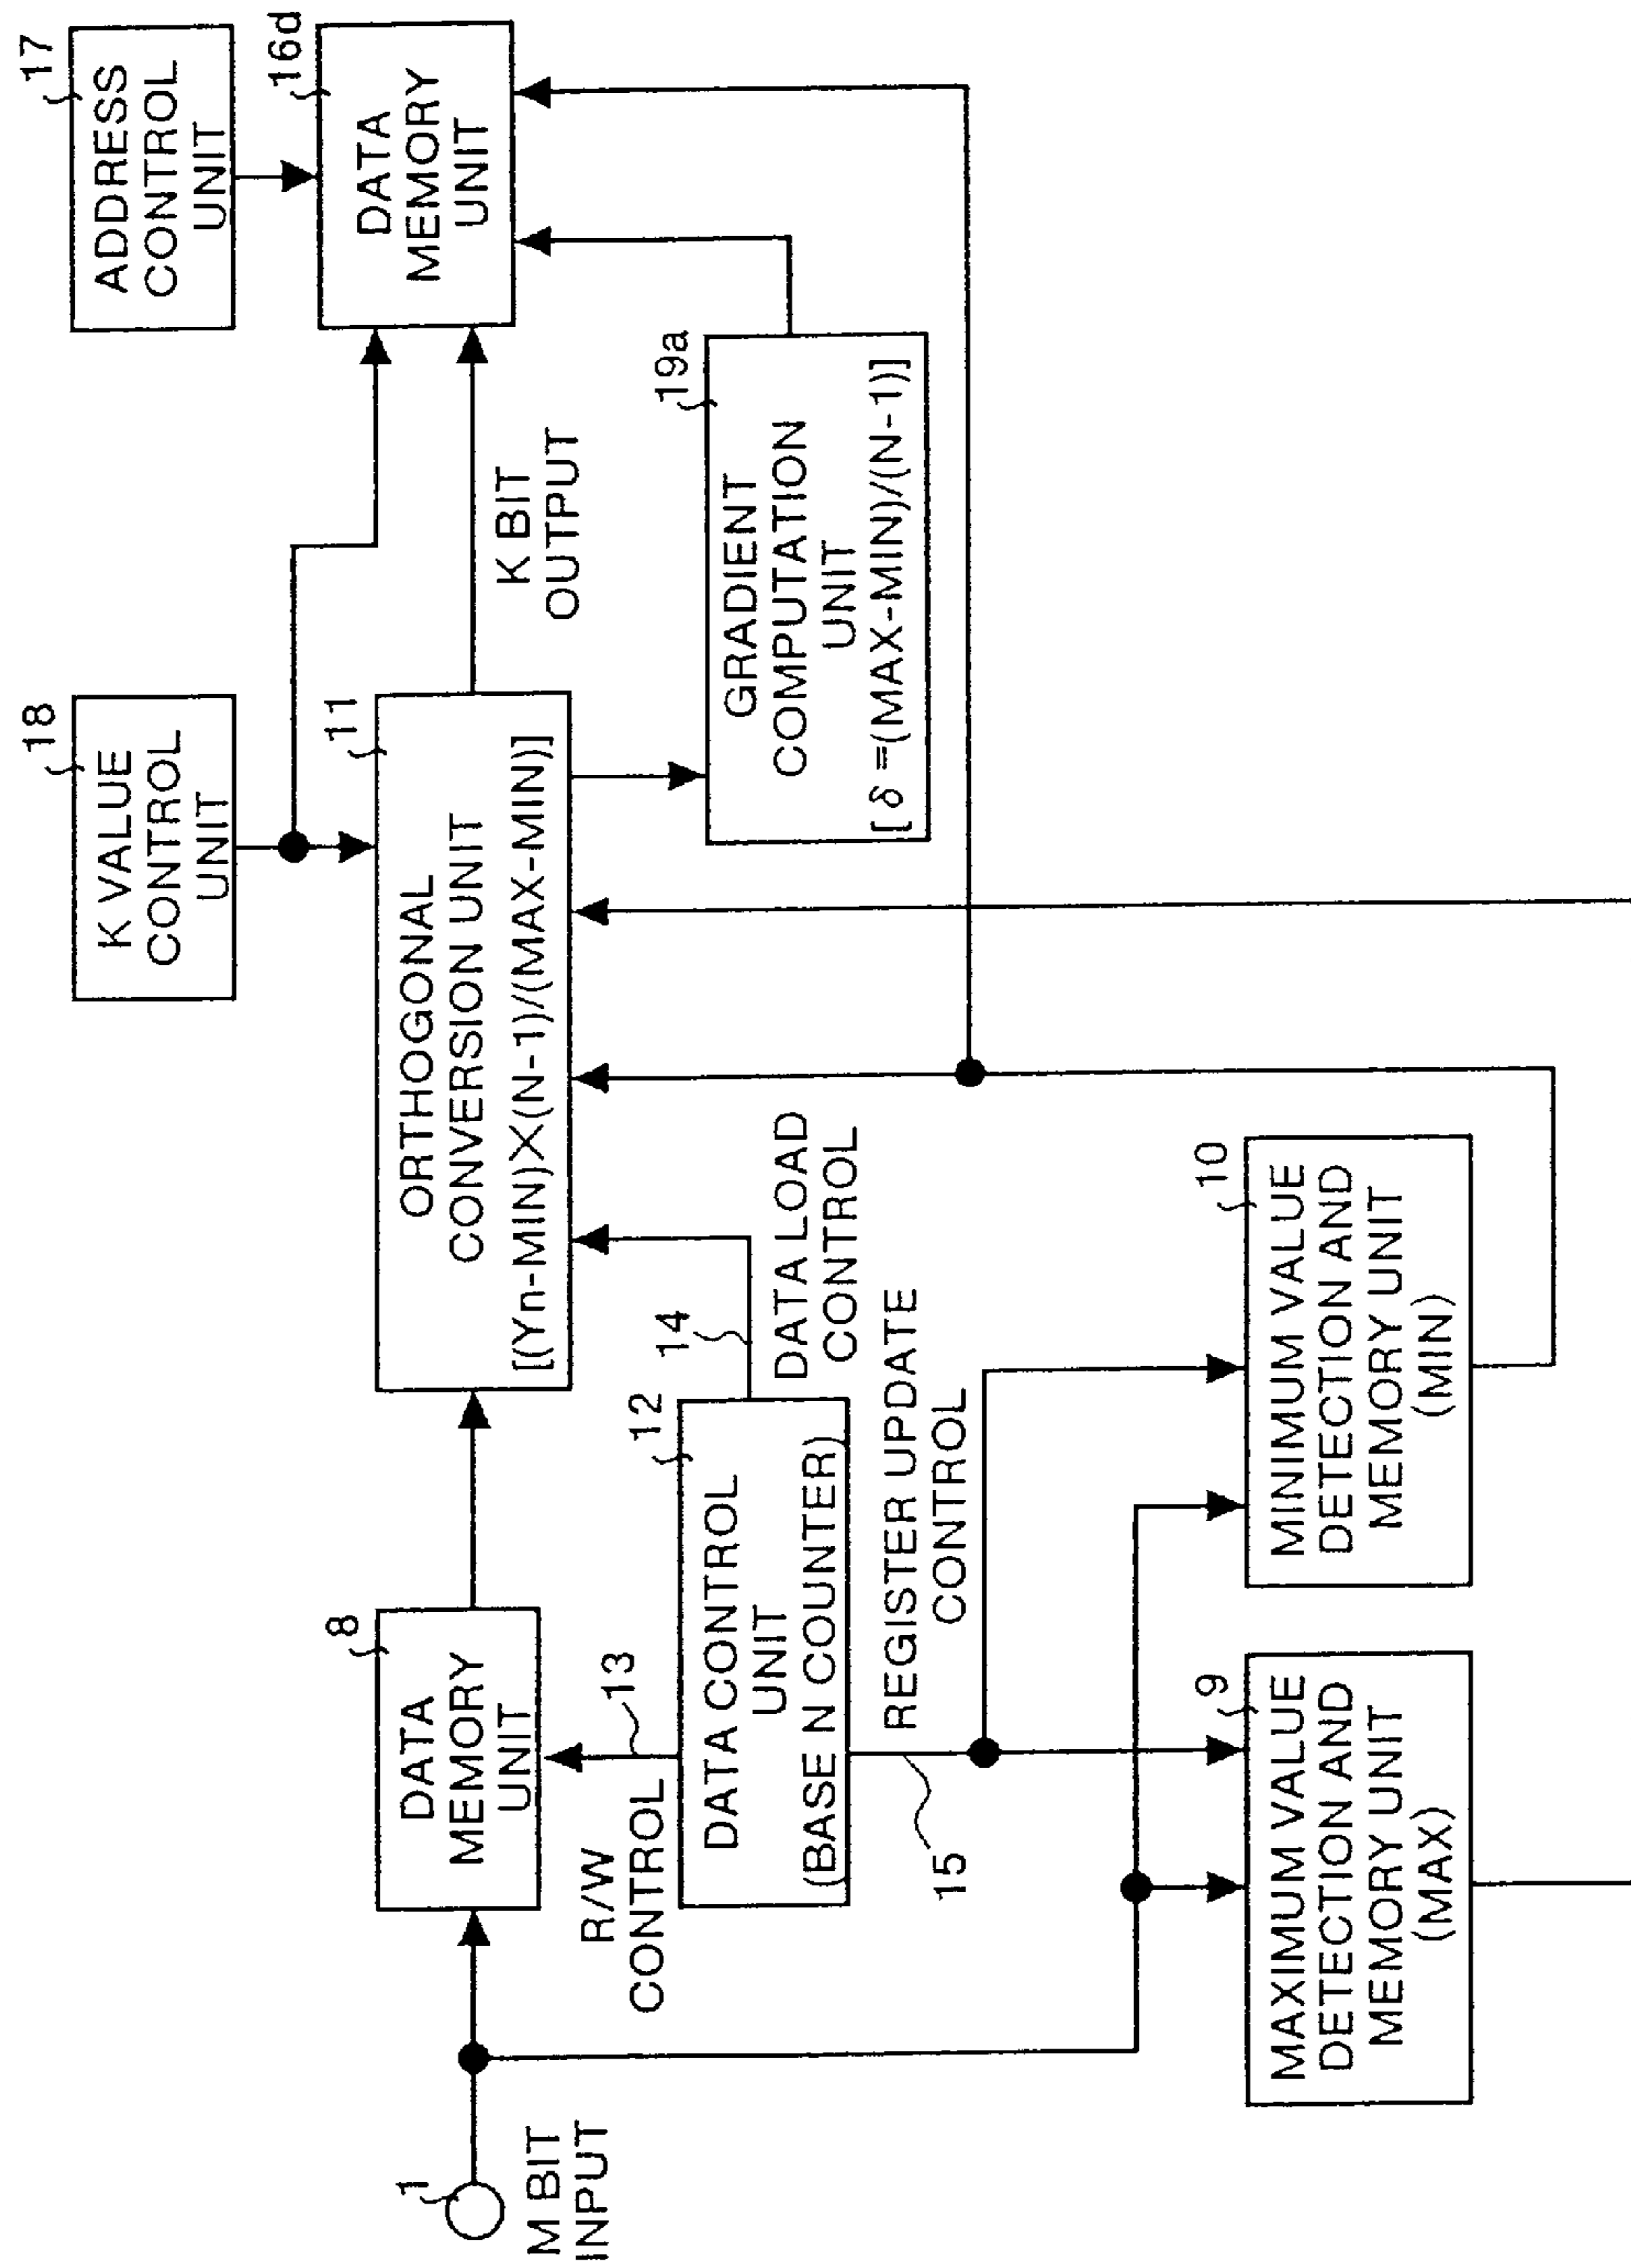 1
M BIT
INPUT
8
DATA
MEMORY
UNIT
R/W
CONTROL
13
12
DATA CONTROL
UNIT
(BASE N COUNTER)
14
DATA LOAD
CONTROL
15
REGISTER UPDATE
CONTROL
9
MAXIMUM VALUE
DETECTION AND
MEMORY UNIT
(MAX)
10
MINIMUM VALUE
DETECTION AND
MEMORY UNIT
(MIN)
18
K VALUE
CONTROL
UNIT
11
ORTHOGONAL
CONVERSION UNIT
[(Yn-MIN)X(N-1)/(MAX-MIN)]
K BIT
OUTPUT
19a
GRADIENT
COMPUTATION
UNIT
[ δ =(MAX-MIN)/(N-1)]
17
ADDRESS
CONTROL
UNIT
16d
DATA
MEMORY
UNIT